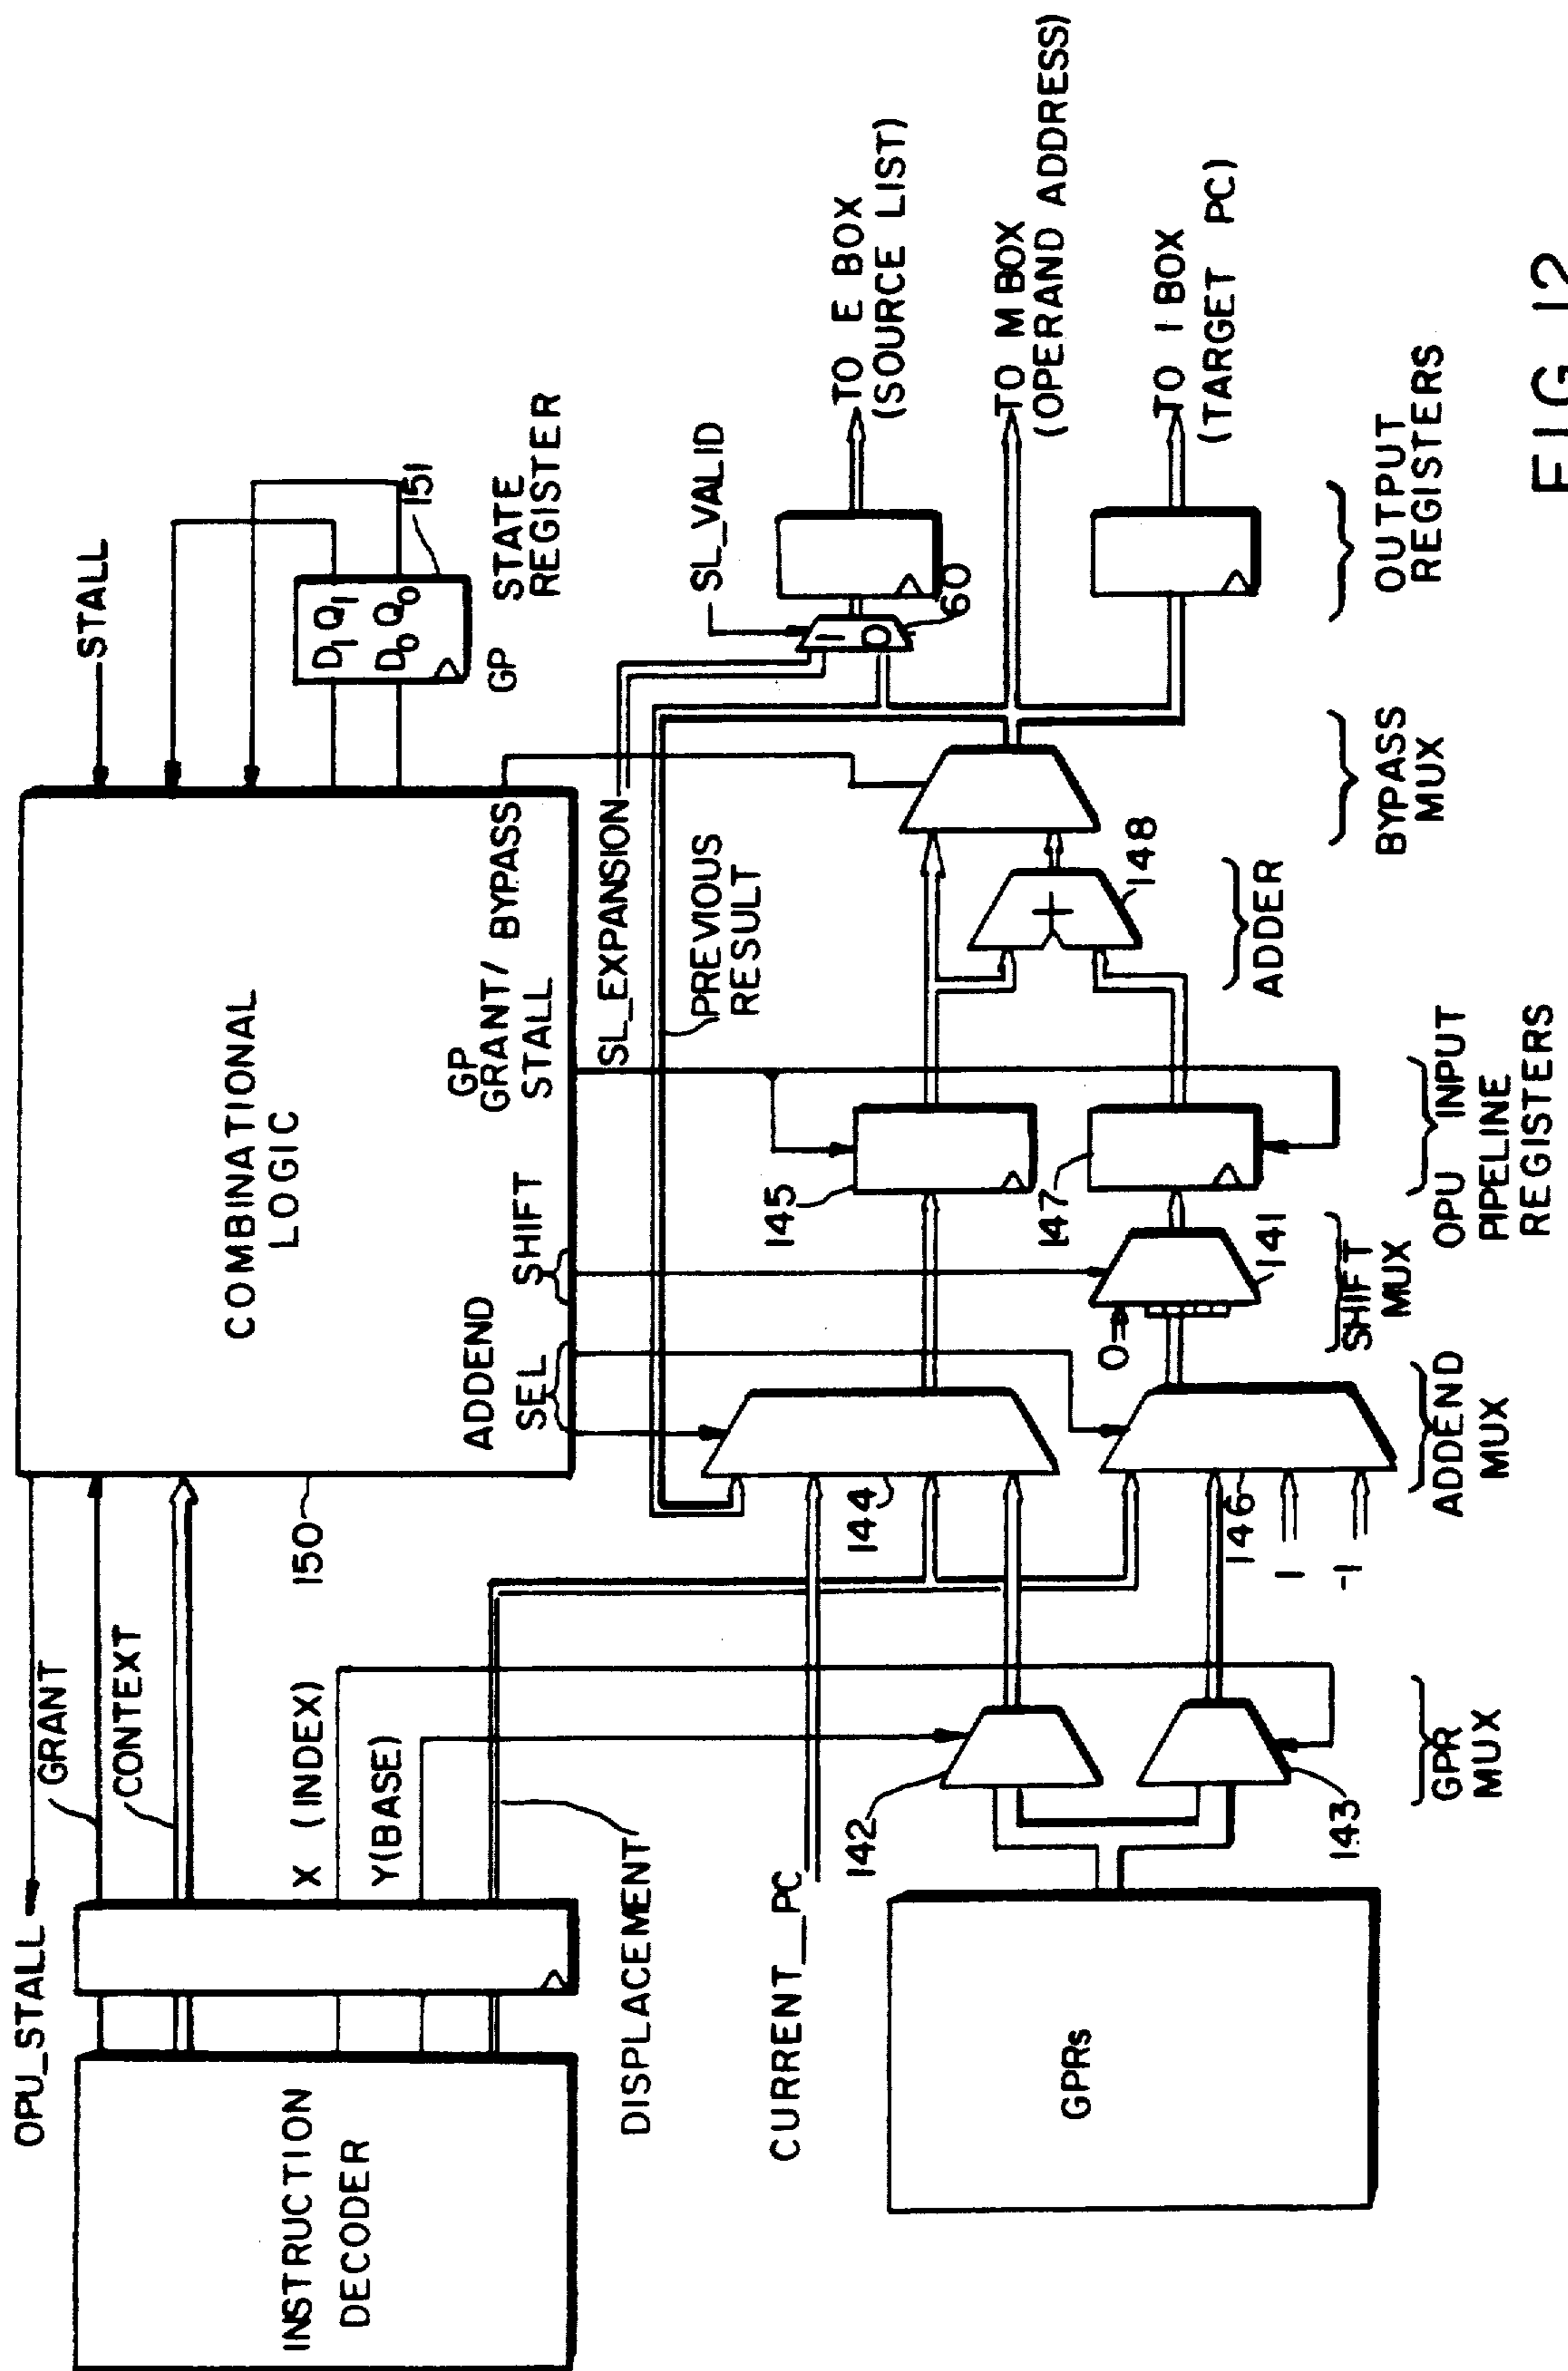 OPU_STALL
GRANT
CONTEXT
STALL
INSTRUCTION
DECODER
X (INDEX)
Y(BASE)
DISPLACEMENT
150
COMBINATIONAL
LOGIC
ADDEND
SEL
SHIFT
GP
GRANT/
STALL
BYPASS
D1 Q1
D0 Q0
GP
STATE
REGISTER
151
SL_EXPANSION
PREVIOUS
RESULT
SL_VALID
1
0
60
TO E BOX
(SOURCE LIST)
TO M BOX
(OPERAND ADDRESS)
TO I BOX
(TARGET PC)
CURRENT_PC
GPRs
142
143
144
146
1
-1
0
141
145
147
+
148
GPR
MUX
ADDEND
MUX
SHIFT
MUX
OPU INPUT
PIPELINE
REGISTERS
ADDER
BYPASS
MUX
OUTPUT
REGISTERS
FIG 12